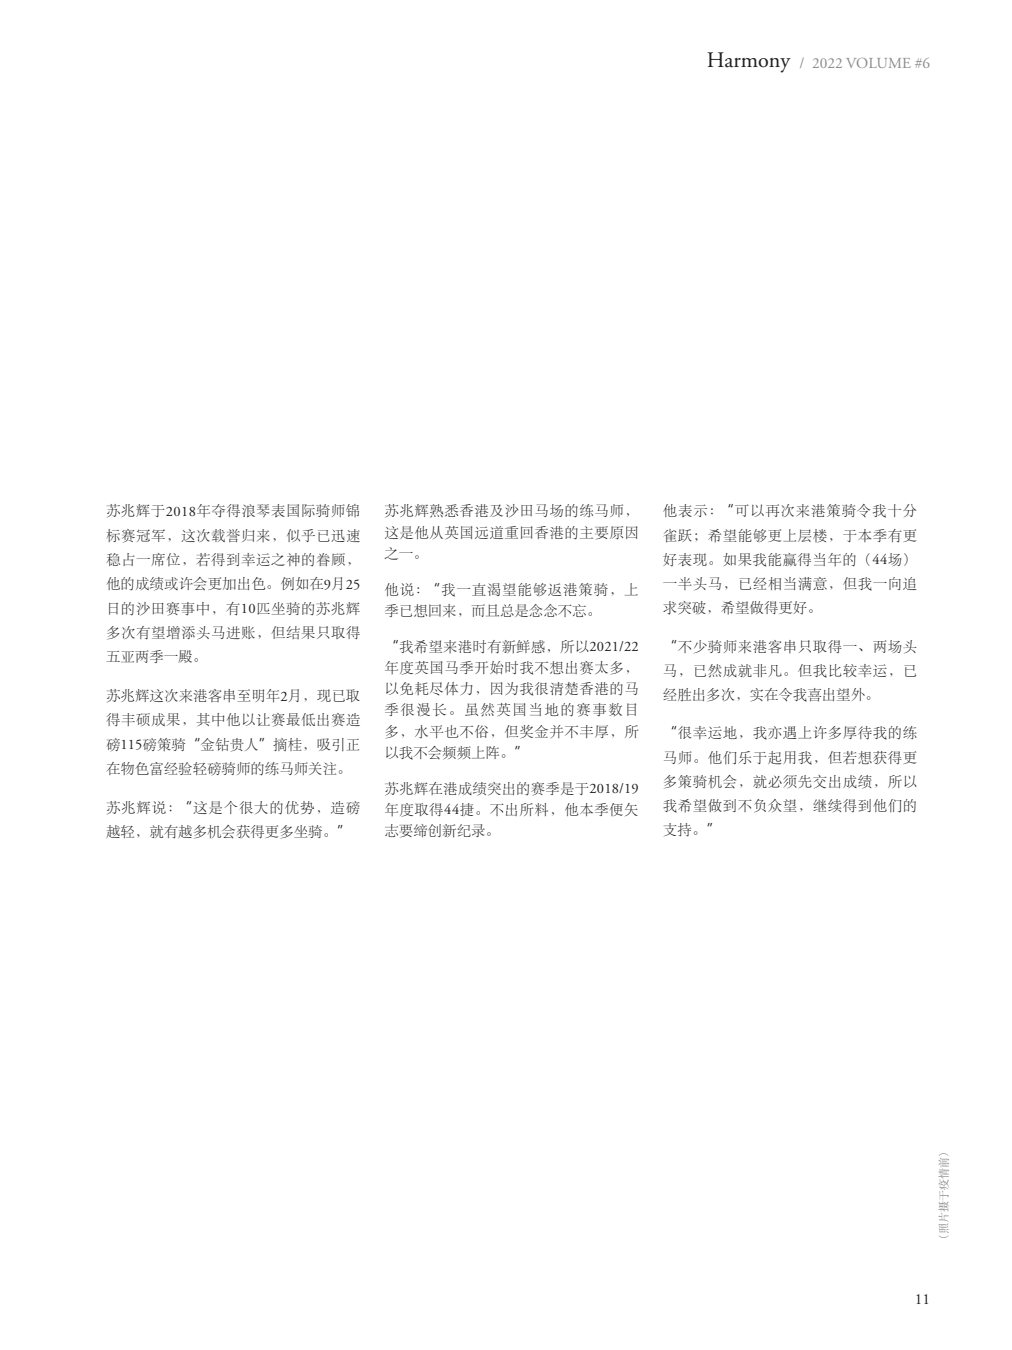 Harmony / 2022 VOLUME #6
苏兆辉于2018年夺得浪琴表国际骑师锦
标赛冠军，这次载誉归来，似乎已迅速
稳占一席位，若得到幸运之神的眷顾，
他的成绩或许会更加出色。例如在9月25
日的沙田赛事中，有10匹坐骑的苏兆辉
多次有望增添头马进账，但结果只取得
五亚两季一殿。
苏兆辉这次来港客串至明年2月，现已取
得丰硕成果，其中他以让赛最低出赛造
磅115磅策骑“金钻贵人”摘桂，吸引正
在物色富经验轻磅骑师的练马师关注。
苏兆辉说：“这是个很大的优势，造磅
越轻，就有越多机会获得更多坐骑。”
苏兆辉熟悉香港及沙田马场的练马师，
这是他从英国远道重回香港的主要原因
之一。
他说：“我一直渴望能够返港策骑，上
季已想回来，而且总是念念不忘。
“我希望来港时有新鲜感，所以2021/22
年度英国马季开始时我不想出赛太多，
以免耗尽体力，因为我很清楚香港的马
季很漫长。虽然英国当地的赛事数目
多，水平也不俗，但奖金并不丰厚，所
以我不会频频上阵。”
苏兆辉在港成绩突出的赛季是于2018/19
年度取得44捷。不出所料，他本季便矢
志要缔创新纪录。
他表示：“可以再次来港策骑令我十分
雀跃；希望能够更上层楼，于本季有更
好表现。如果我能赢得当年的（44场）
一半头马，已经相当满意，但我一向追
求突破，希望做得更好。
“不少骑师来港客串只取得一、两场头
马，已然成就非凡。但我比较幸运，已
经胜出多次，实在令我喜出望外。
“很幸运地，我亦遇上许多厚待我的练
马师。他们乐于起用我，但若想获得更
多策骑机会，就必须先交出成绩，所以
我希望做到不负众望，继续得到他们的
支持。”
（照片摄于疫情前）
11